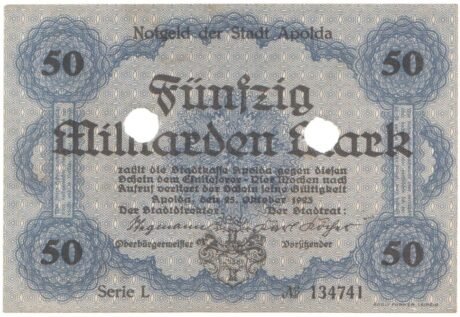 Notgeld der Stadt Apolda
50 50
Fünfzig
Milliarden Mark
zahlt die Stadtkasse Apolda gegen diesen
Schein dem Einlieferer. Vier Wochen nach
Aufruf verliert der Schein seine Gültigkeit
Apolda, den 25. Oktober 1923
Der Stadtdirektor: Der Stadtrat:
Oberbürgermeister Vorsitzender
50 50
Serie L № 134741
LEIPZIG